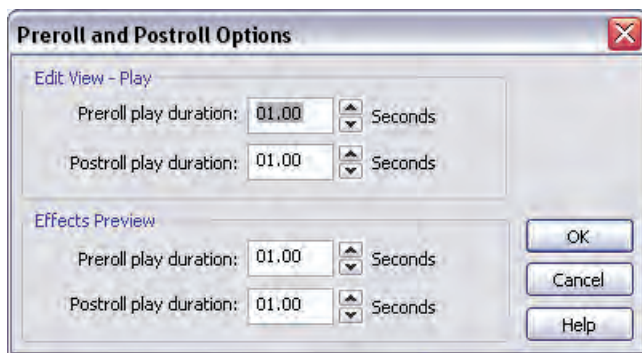 Preroll and Postroll Options
Edit View - Play
Preroll play duration: 01.00 Seconds
Postroll play duration: 01.00 Seconds
Effects Preview
Preroll play duration: 01.00 Seconds
Postroll play duration: 01.00 Seconds
OK
Cancel
Help